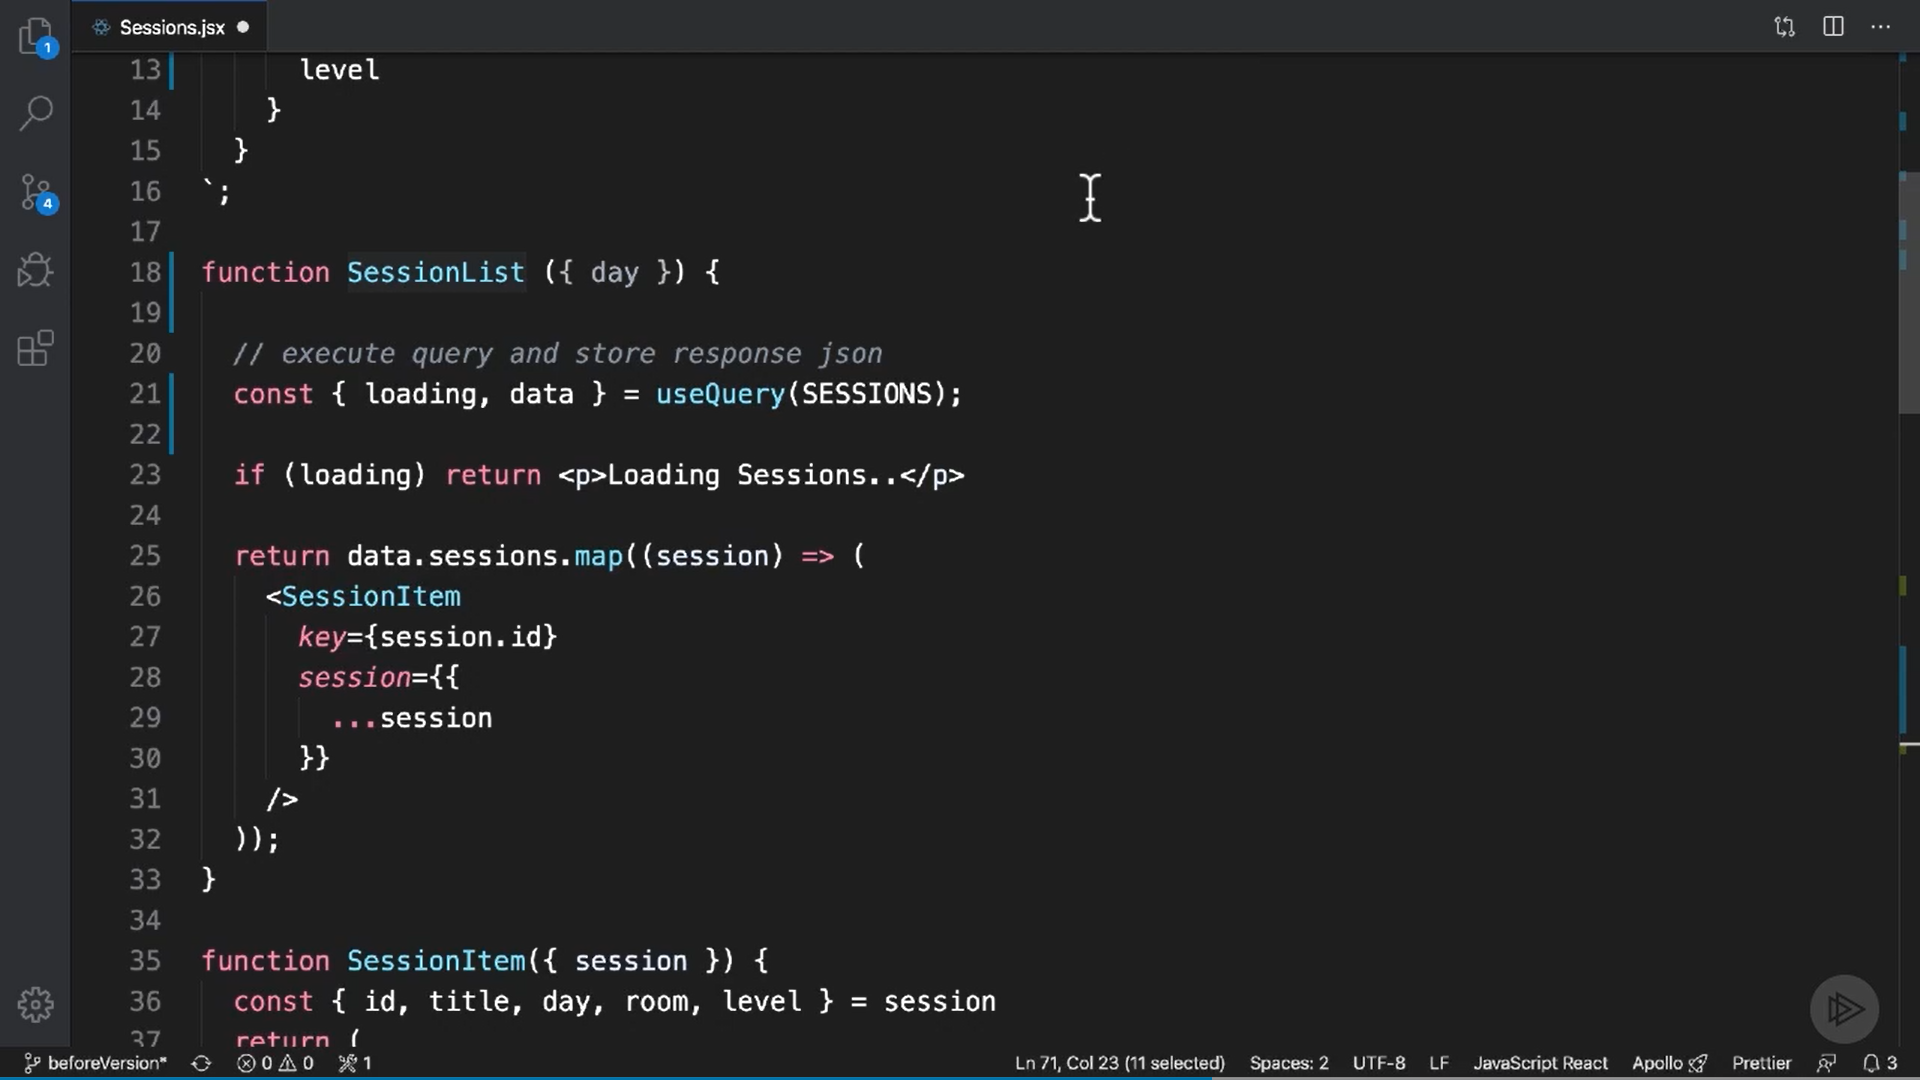 Sessions.jsx
1
4
13 level
14 }
15 }
16 `;
17
18 function SessionList ({ day }) {
19
20 // execute query and store response json
21 const { loading, data } = useQuery(SESSIONS);
22
23 if (loading) return <p>Loading Sessions..</p>
24
25 return data.sessions.map((session) => (
26 <SessionItem
27 key={session.id}
28 session={{
29 ...session
30 }}
31 />
32 ));
33 }
34
35 function SessionItem({ session }) {
36 const { id, title, day, room, level } = session
37 return (
beforeVersion* 0 0 1 Ln 71, Col 23 (11 selected) Spaces: 2 UTF-8 LF JavaScript React Apollo Prettier 3